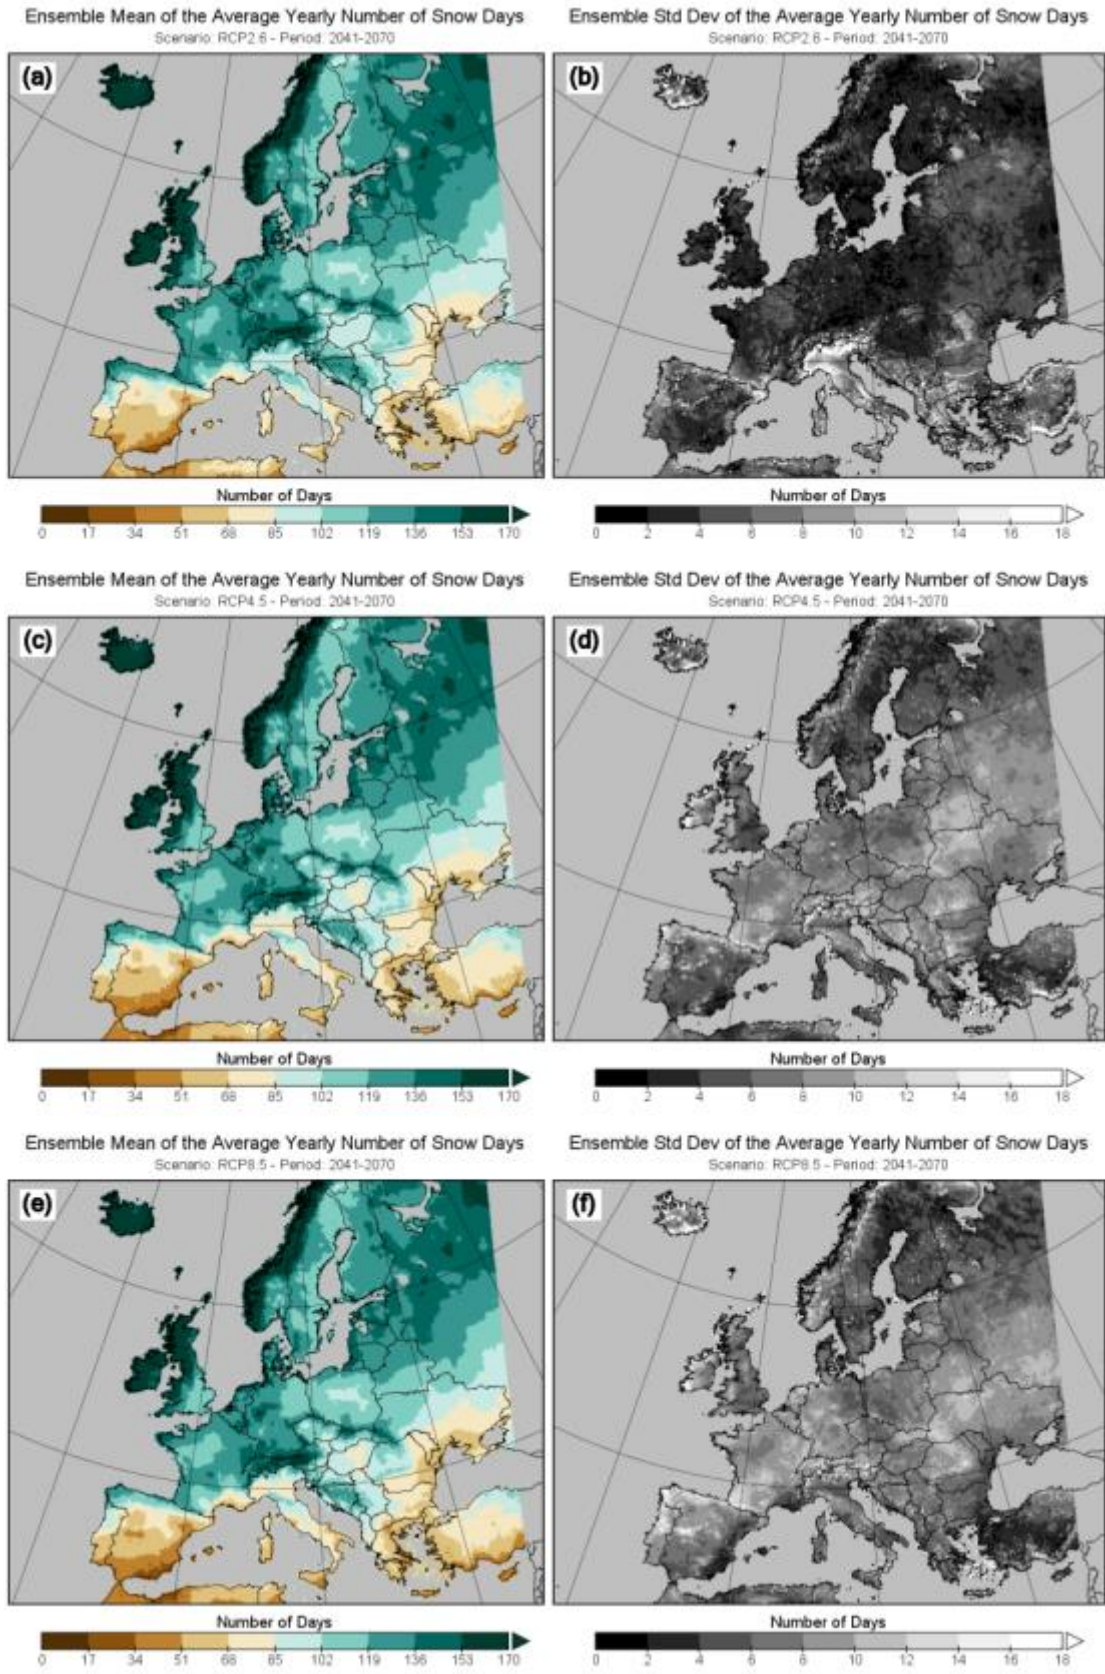 Ensemble Mean of the Average Yearly Number of Snow Days
Scenario: RCP2.6 - Period: 2041-2070
(a)
Number of Days
0 17 34 51 68 85 102 119 136 153 170
Ensemble Std Dev of the Average Yearly Number of Snow Days
Scenario: RCP2.6 - Period: 2041-2070
(b)
Number of Days
0 2 4 6 8 10 12 14 16 18
Ensemble Mean of the Average Yearly Number of Snow Days
Scenario: RCP4.5 - Period: 2041-2070
(c)
Number of Days
0 17 34 51 68 85 102 119 136 153 170
Ensemble Std Dev of the Average Yearly Number of Snow Days
Scenario: RCP4.5 - Period: 2041-2070
(d)
Number of Days
0 2 4 6 8 10 12 14 16 18
Ensemble Mean of the Average Yearly Number of Snow Days
Scenario: RCP8.5 - Period: 2041-2070
(e)
Number of Days
0 17 34 51 68 85 102 119 136 153 170
Ensemble Std Dev of the Average Yearly Number of Snow Days
Scenario: RCP8.5 - Period: 2041-2070
(f)
Number of Days
0 2 4 6 8 10 12 14 16 18